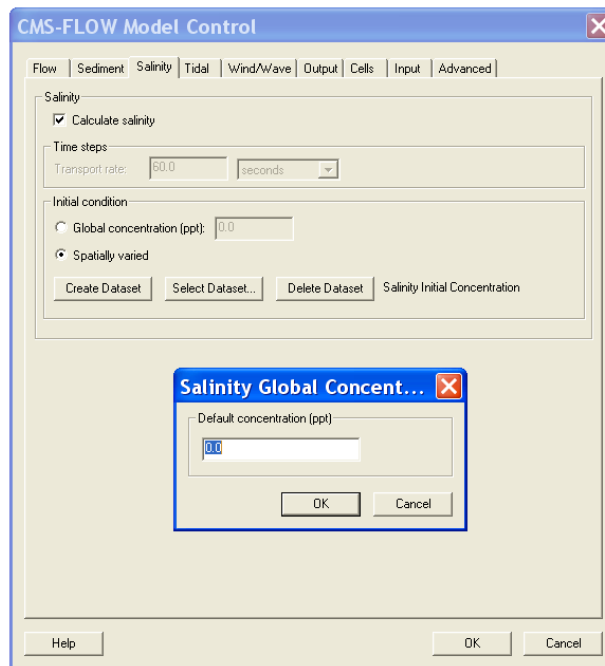 CMS-FLOW Model Control
Flow Sediment Salinity Tidal Wind/Wave Output Cells Input Advanced
Salinity
Calculate salinity
Time steps
Transport rate: 60.0 seconds
Initial condition
Global concentration (ppt): 0.0
Spatially varied
Create Dataset Select Dataset... Delete Dataset Salinity Initial Concentration
Salinity Global Concent...
Default concentration (ppt)
0.0
OK Cancel
Help OK Cancel